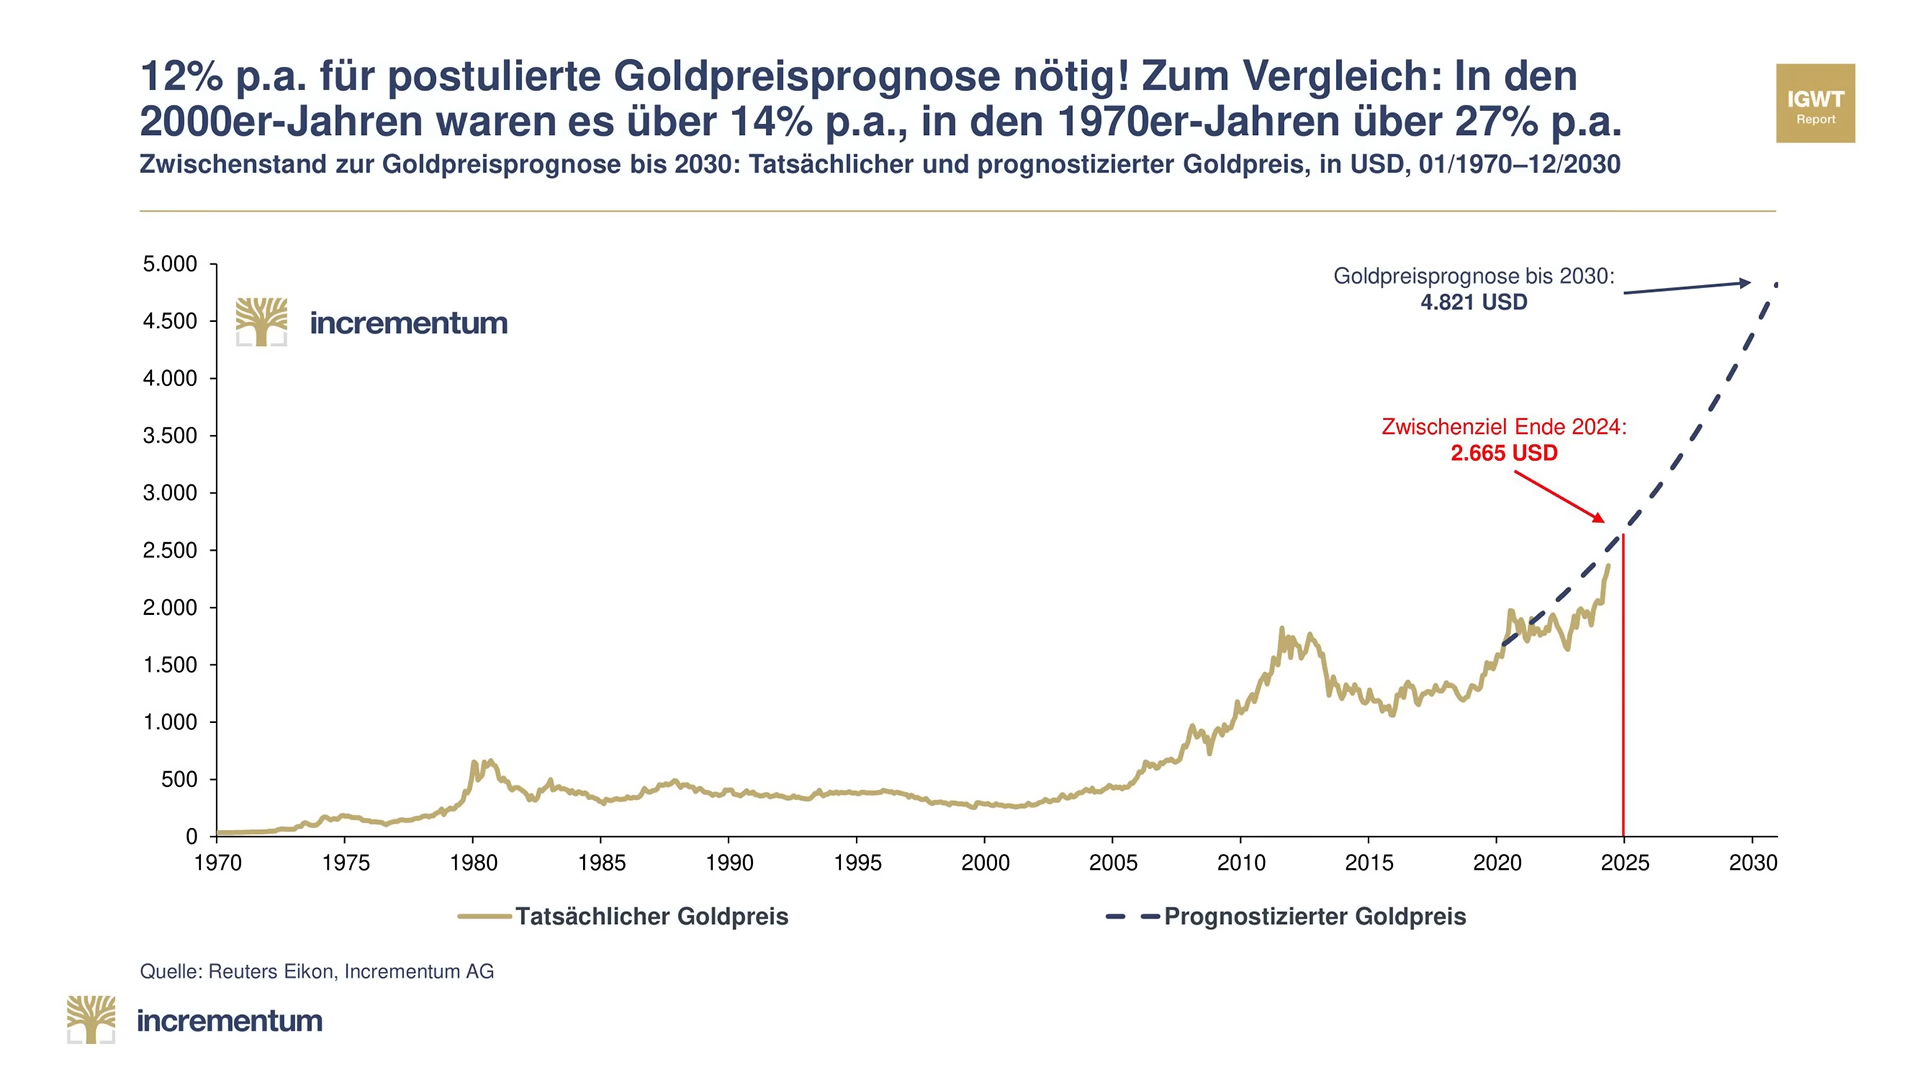 12% p.a. für postulierte Goldpreisprognose nötig! Zum Vergleich: In den
2000er-Jahren waren es über 14% p.a., in den 1970er-Jahren über 27% p.a.
Zwischenstand zur Goldpreisprognose bis 2030: Tatsächlicher und prognostizierter Goldpreis, in USD, 01/1970–12/2030
IGWT
Report
5.000
4.500
4.000
3.500
3.000
2.500
2.000
1.500
1.000
500
0
incrementum
Goldpreisprognose bis 2030:
4.821 USD
Zwischenziel Ende 2024:
2.665 USD
1970 1975 1980 1985 1990 1995 2000 2005 2010 2015 2020 2025 2030
Tatsächlicher Goldpreis
Prognostizierter Goldpreis
Quelle: Reuters Eikon, Incrementum AG
incrementum